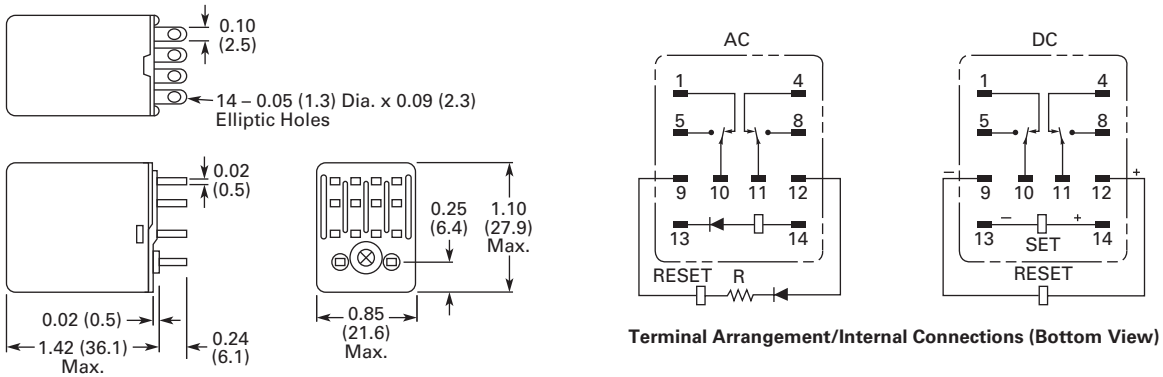 0.10
(2.5)
14 – 0.05 (1.3) Dia. x 0.09 (2.3)
Elliptic Holes
0.02
(0.5)
0.02 (0.5)
1.42 (36.1)
Max.
0.24
(6.1)
0.25
(6.4)
1.10
(27.9)
Max.
0.85
(21.6)
Max.
AC
1 4
5 8
9 10 11 12
13 14
RESET R
DC
1 4
5 8
– +
9 10 11 12
– +
13 SET 14
RESET
Terminal Arrangement/Internal Connections (Bottom View)